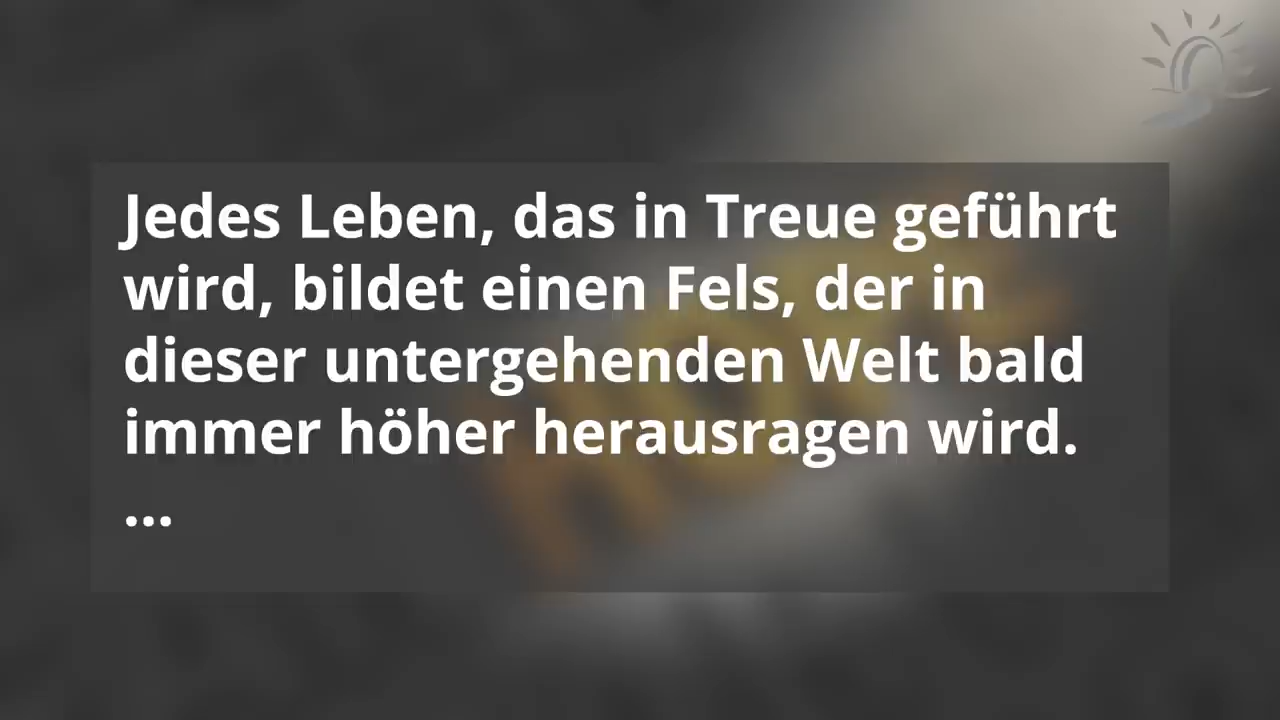 Jedes Leben, das in Treue geführt
wird, bildet einen Fels, der in
dieser untergehenden Welt bald
immer höher herausragen wird.
...